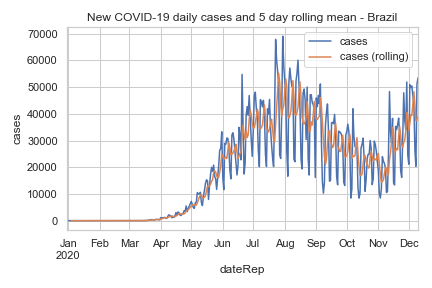 New COVID-19 daily cases and 5 day rolling mean - Brazil
70000
60000
50000
40000
30000
20000
10000
0
cases
cases
cases (rolling)
Jan Feb Mar Apr May Jun Jul Aug Sep Oct Nov Dec
2020
dateRep